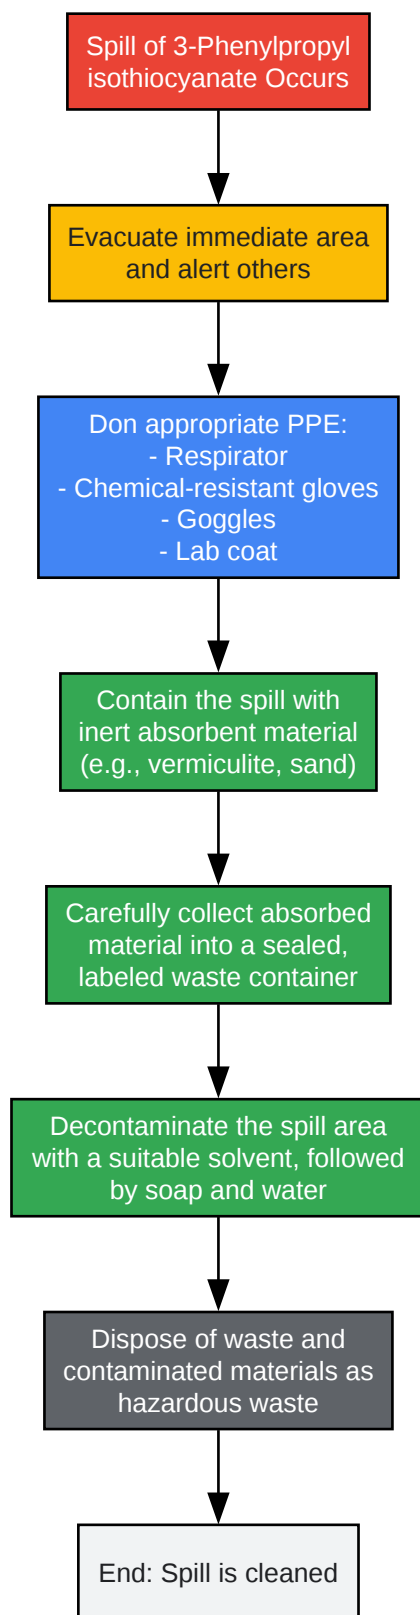 Spill of 3-Phenylpropyl
isothiocyanate Occurs
Evacuate immediate area
and alert others
Don appropriate PPE:
- Respirator
- Chemical-resistant gloves
- Goggles
- Lab coat
Contain the spill with
inert absorbent material
(e.g., vermiculite, sand)
Carefully collect absorbed
material into a sealed,
labeled waste container
Decontaminate the spill area
with a suitable solvent, followed
by soap and water
Dispose of waste and
contaminated materials as
hazardous waste
End: Spill is cleaned